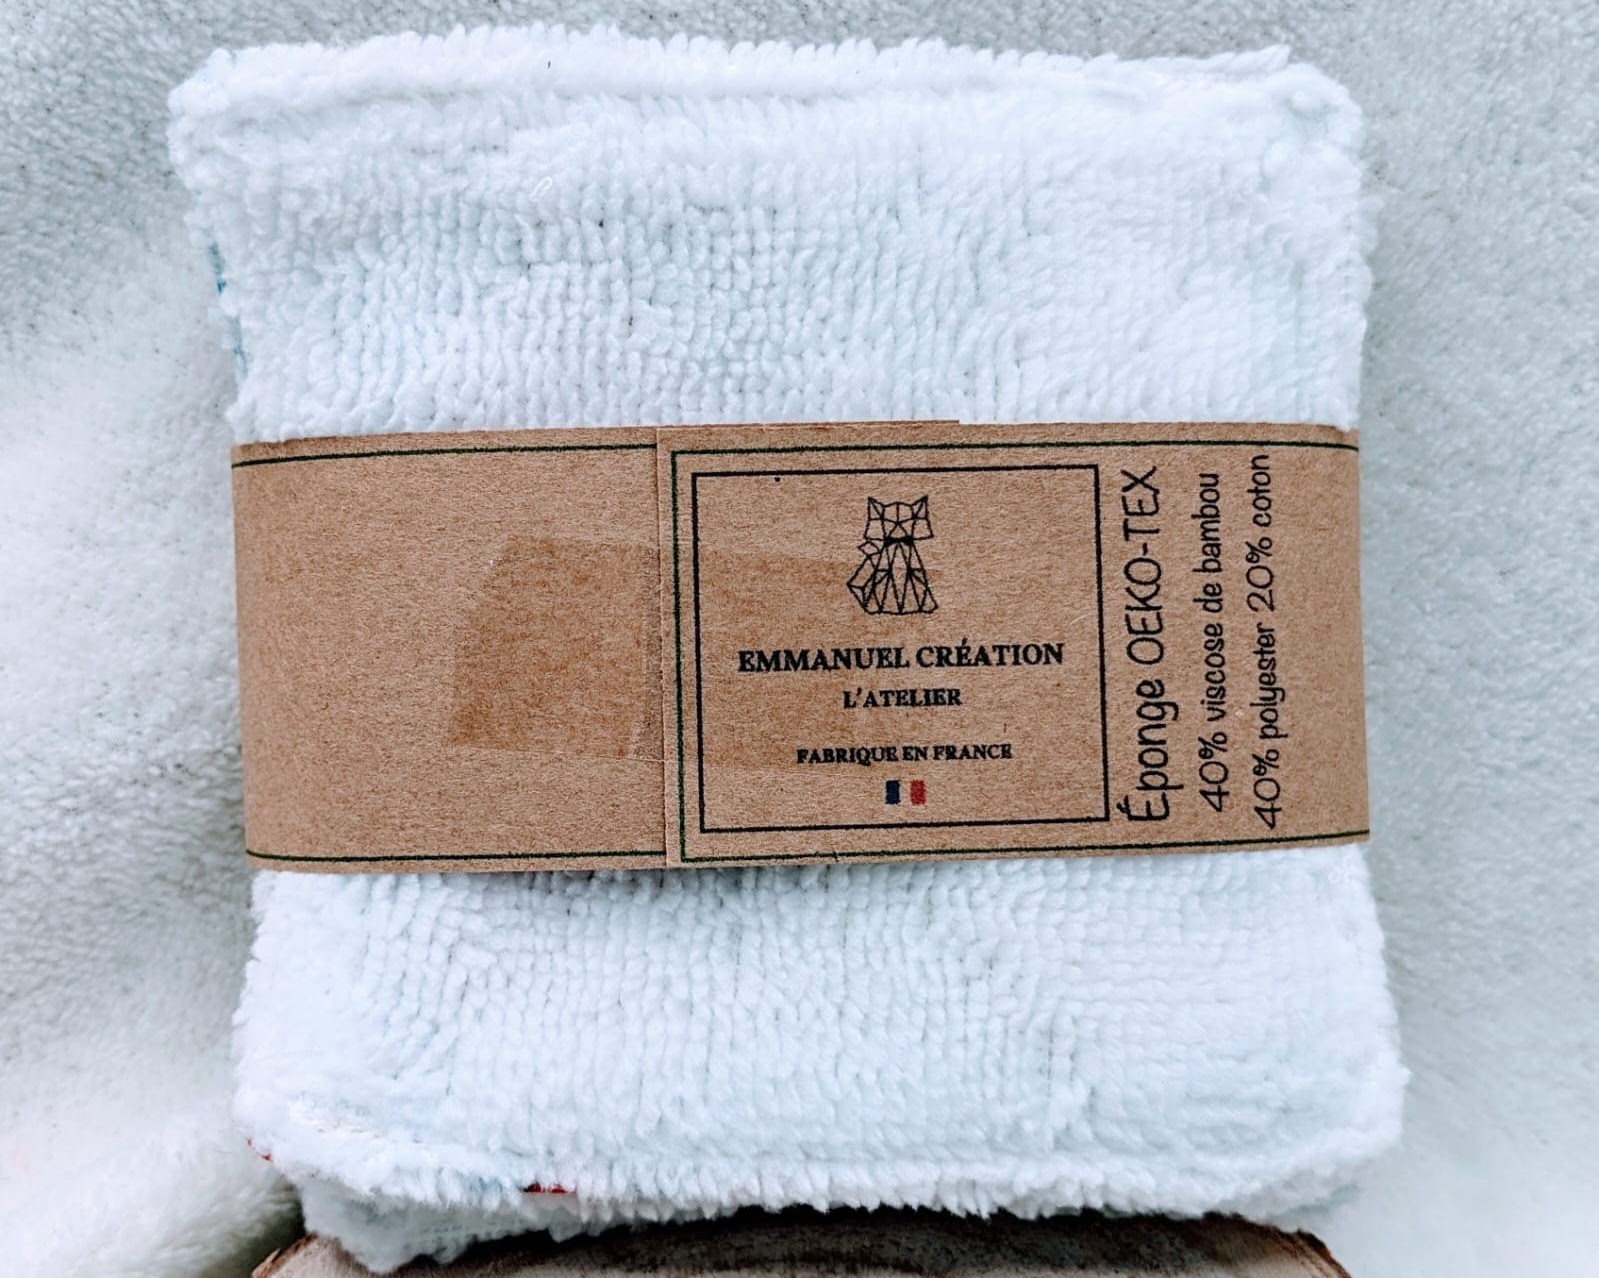 EMMANUEL CRÉATION
L'ATELIER
FABRIQUE EN FRANCE
Éponge OEKO-TEX
40% viscose de bambou
40% polyester 20% coton